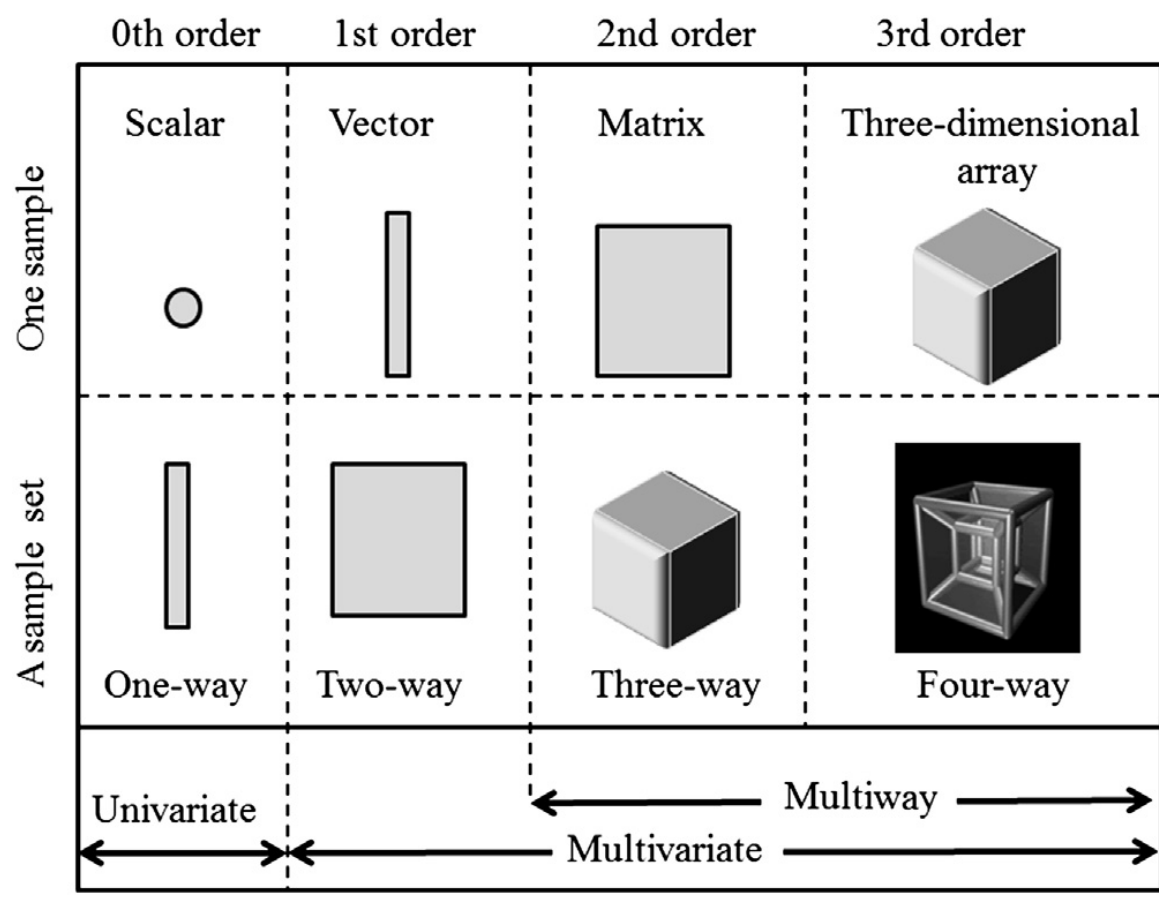 0th order 1st order 2nd order 3rd order
One sample
Scalar Vector Matrix Three-dimensional
array
A sample set
One-way Two-way Three-way Four-way
Univariate
Multiway
Multivariate